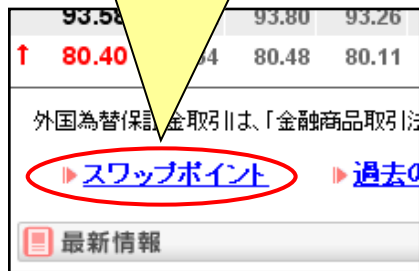 93.58 93.80 93.26
↑ 80.40 80.48 80.11
外国為替保証金取引は、「金融商品取引法
スワップポイント 過去の
最新情報